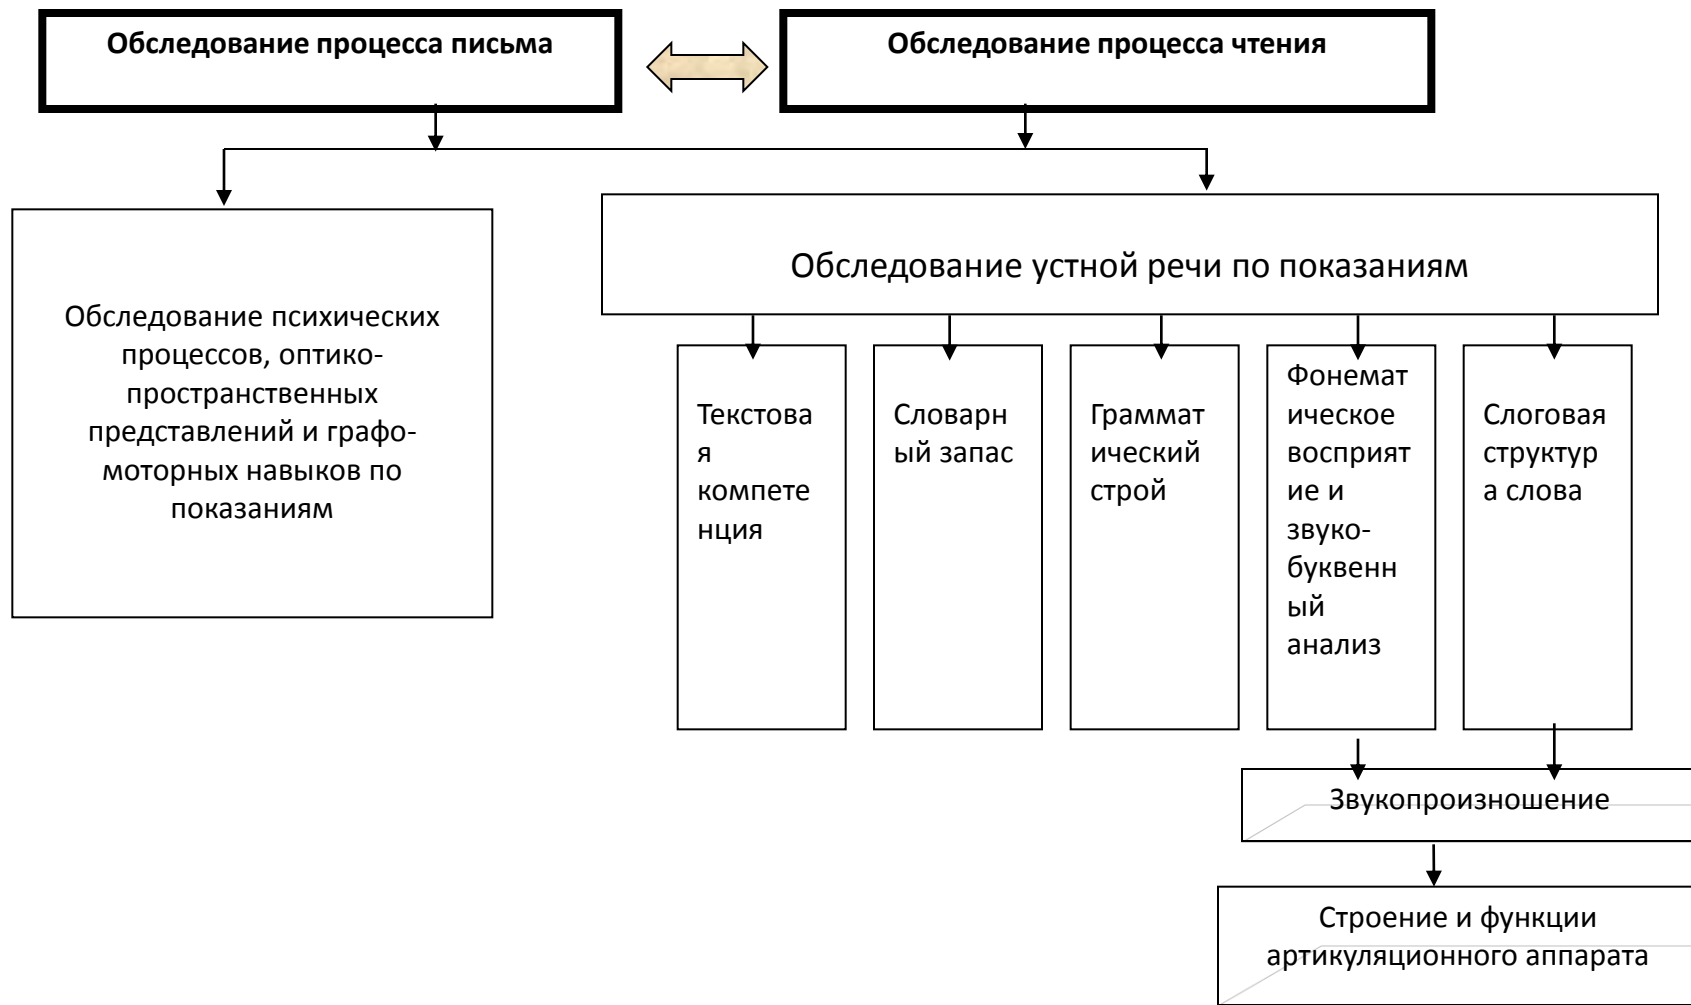 Обследование процесса письма
Обследование процесса чтения
Обследование психических
процессов, оптико-
пространственных
представлений и графо-
моторных навыков по
показаниям
Обследование устной речи по показаниям
Текстова
я
компете
нция
Словарн
ый запас
Граммат
ический
строй
Фонемат
ическое
восприят
ие и
звуко-
буквенн
ый
анализ
Слоговая
структур
а слова
Звукопроизношение
Строение и функции
артикуляционного аппарата